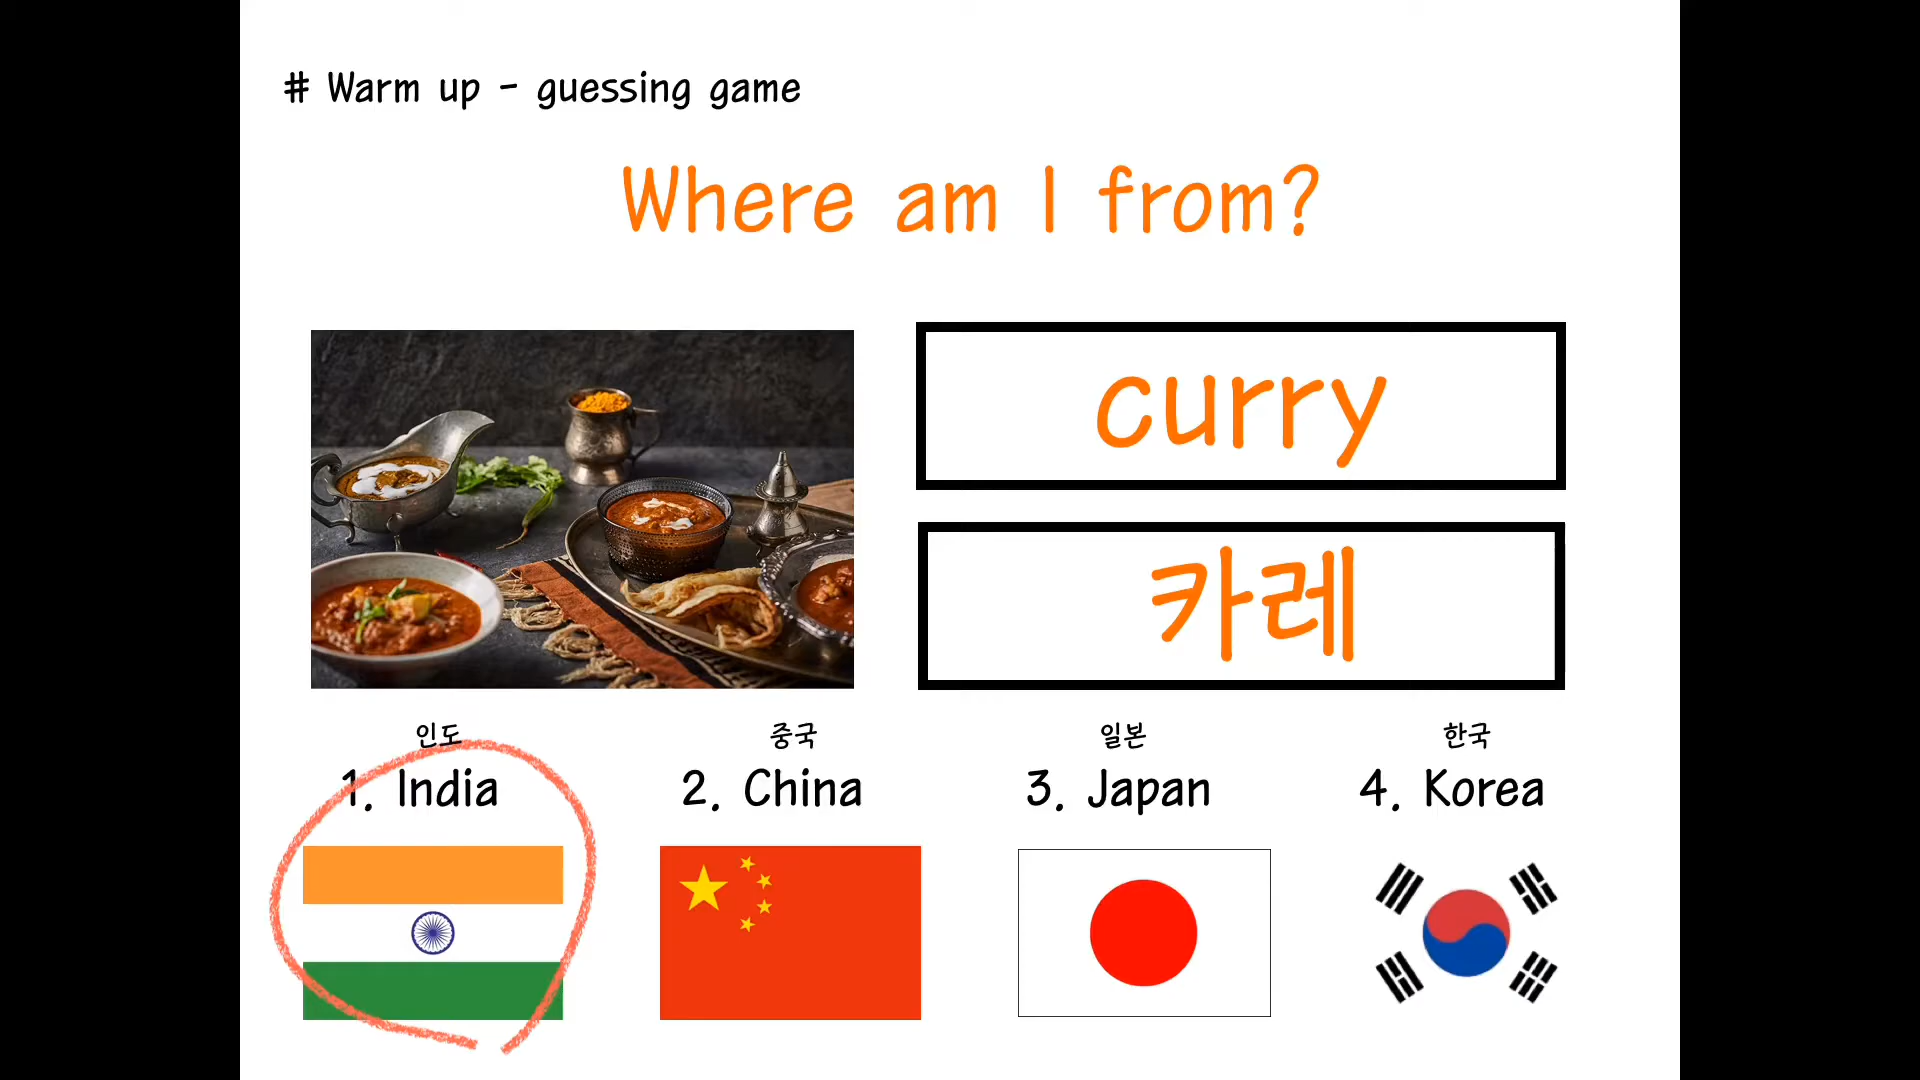 # Warm up - guessing game
Where am I from?
curry
카레
인도 중국 일본 한국
1. India 2. China 3. Japan 4. Korea